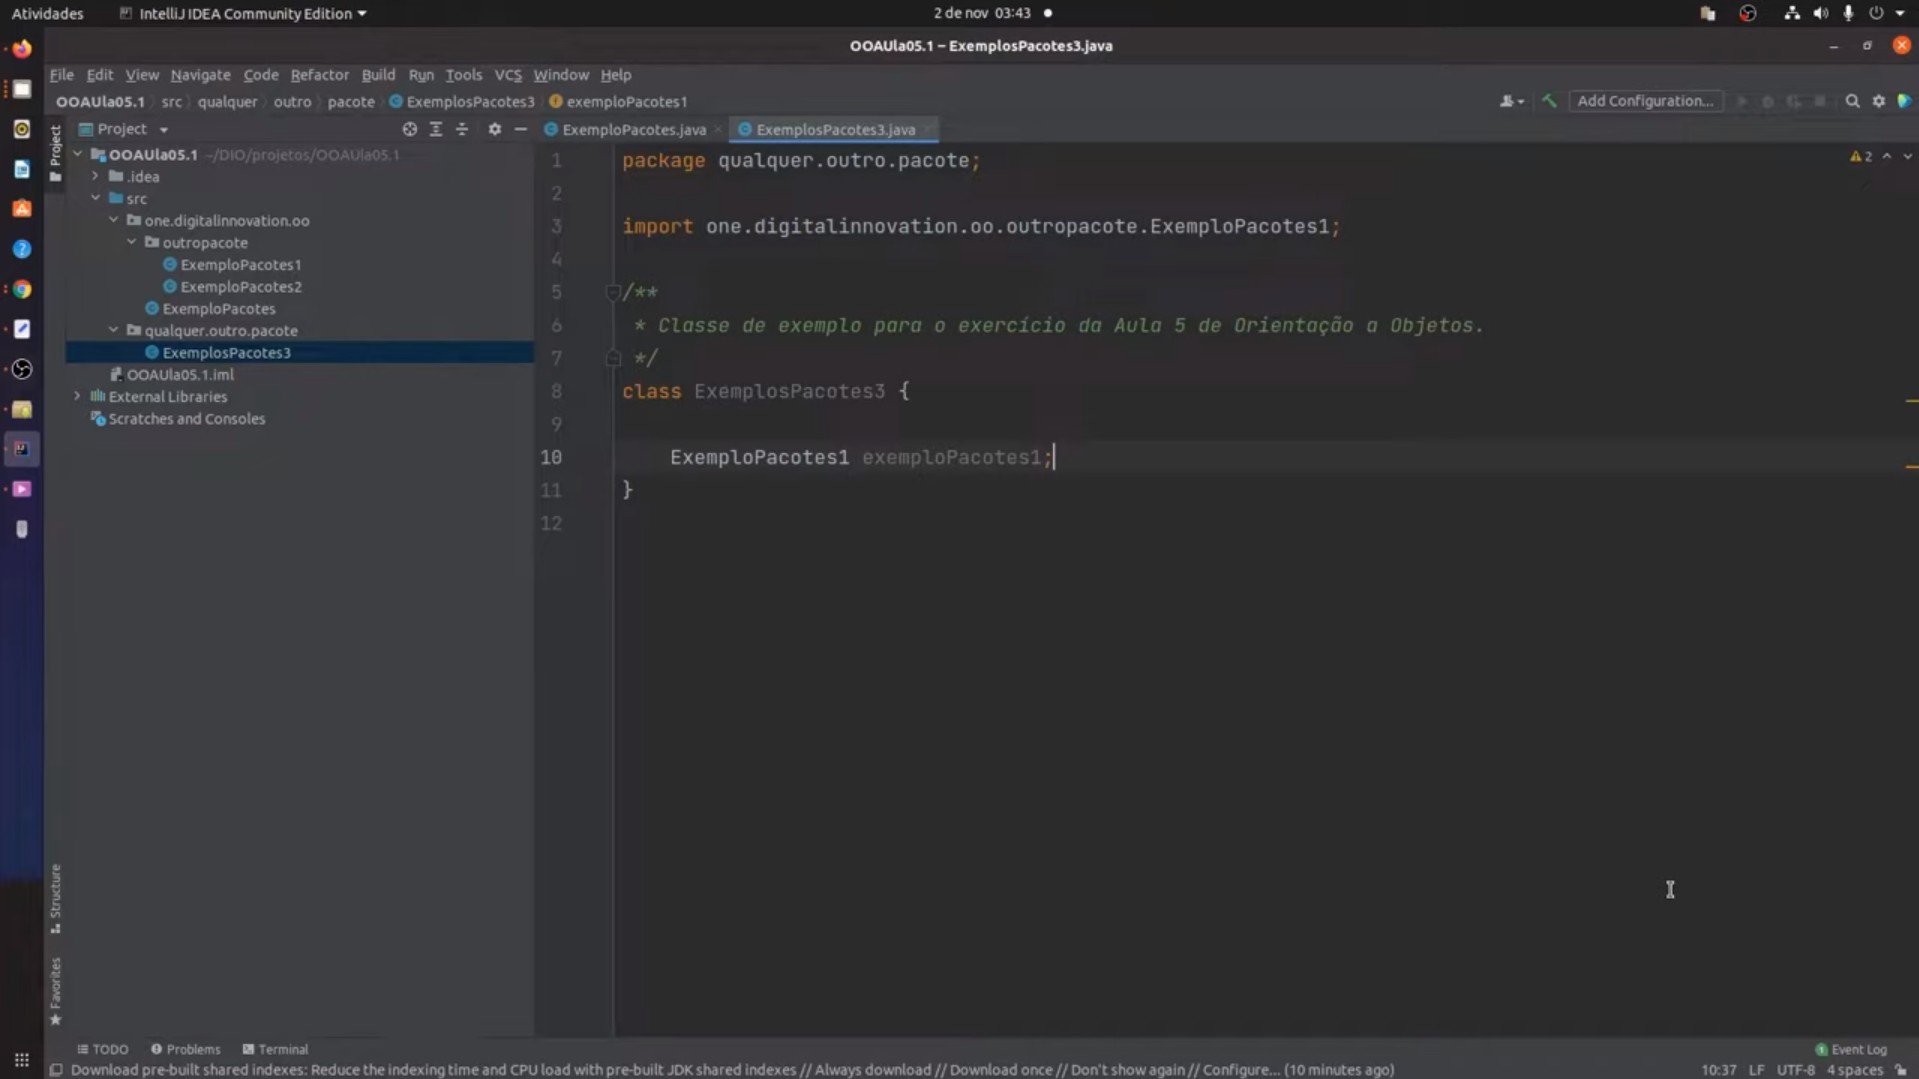 Atividades
IntelliJ IDEA Community Edition
2 de nov 03:43
OOAUla05.1 – ExemplosPacotes3.java
File Edit View Navigate Code Refactor Build Run Tools VCS Window Help
OOAUla05.1 src qualquer outro pacote ExemplosPacotes3 exemploPacotes1
Add Configuration...
Project
Project
OOAUla05.1 ~/DIO/projetos/OOAUla05.1
.idea
src
one.digitalinnovation.oo
outropacote
ExemploPacotes1
ExemploPacotes2
ExemploPacotes
qualquer.outro.pacote
ExemplosPacotes3
OOAUla05.1.iml
External Libraries
Scratches and Consoles
Structure
Favorites
ExemploPacotes.java ExemplosPacotes3.java
2
1 package qualquer.outro.pacote;
2
3 import one.digitalinnovation.oo.outropacote.ExemploPacotes1;
4
5 /**
6 * Classe de exemplo para o exercício da Aula 5 de Orientação a Objetos.
7 */
8 class ExemplosPacotes3 {
9
10 ExemploPacotes1 exemploPacotes1;
11 }
12
TODO Problems Terminal
1 Event Log
Download pre-built shared indexes: Reduce the indexing time and CPU load with pre-built JDK shared indexes // Always download // Download once // Don't show again // Configure... (10 minutes ago)
10:37 LF UTF-8 4 spaces